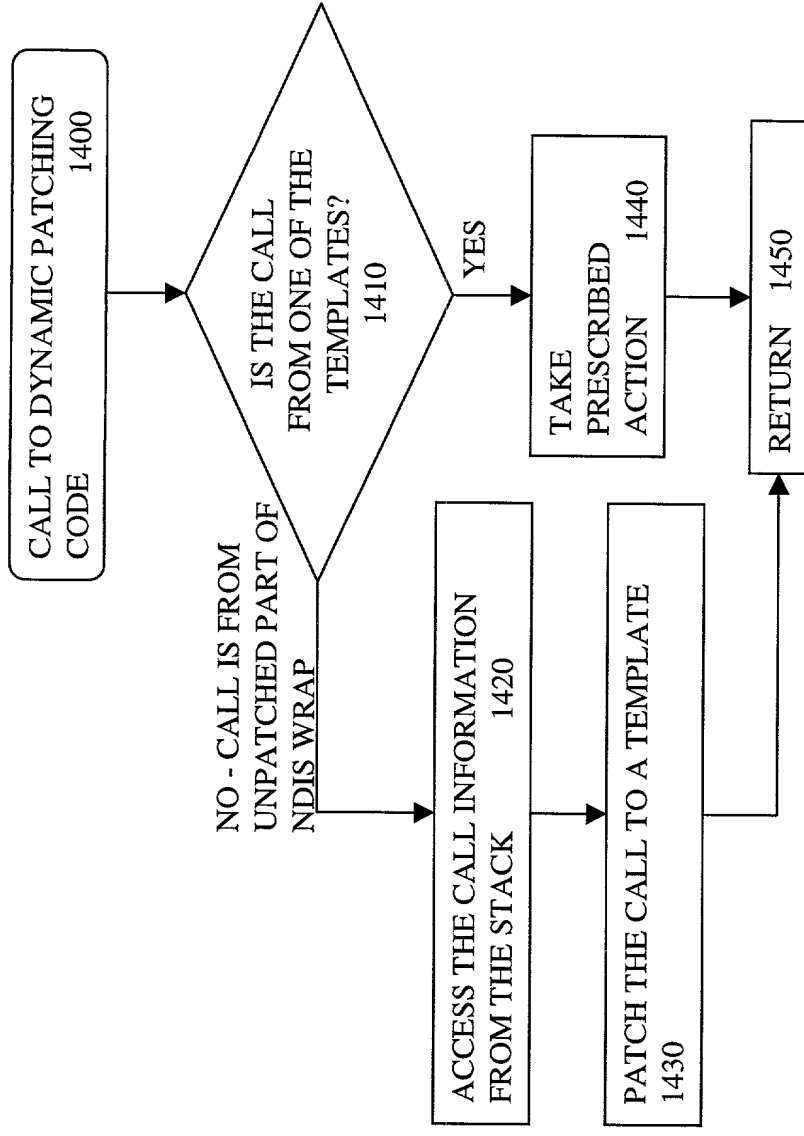 CALL TO DYNAMIC PATCHING
CODE 1400
IS THE CALL
FROM ONE OF THE
TEMPLATES?
1410
NO - CALL IS FROM
UNPATCHED PART OF
NDIS WRAP
YES
ACCESS THE CALL INFORMATION
FROM THE STACK 1420
TAKE
PRESCRIBED
ACTION 1440
PATCH THE CALL TO A TEMPLATE
1430
RETURN 1450